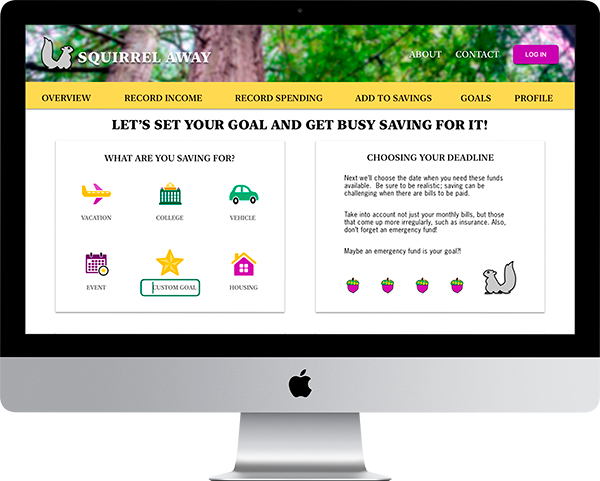 SQUIRREL AWAY
ABOUT
CONTACT
LOG IN
OVERVIEW
RECORD INCOME
RECORD SPENDING
ADD TO SAVINGS
GOALS
PROFILE
LET'S SET YOUR GOAL AND GET BUSY SAVING FOR IT!
WHAT ARE YOU SAVING FOR?
VACATION
COLLEGE
VEHICLE
EVENT
CUSTOM GOAL
HOUSING
CHOOSING YOUR DEADLINE
Next we'll choose the date when you need these funds
available.  Be sure to be realistic; saving can be
challenging when there are bills to be paid.
Take into account not just your monthly bills, but those
that come up more irregularly, such as insurance. Also,
don't forget an emergency fund!
Maybe an emergency fund is your goal?!